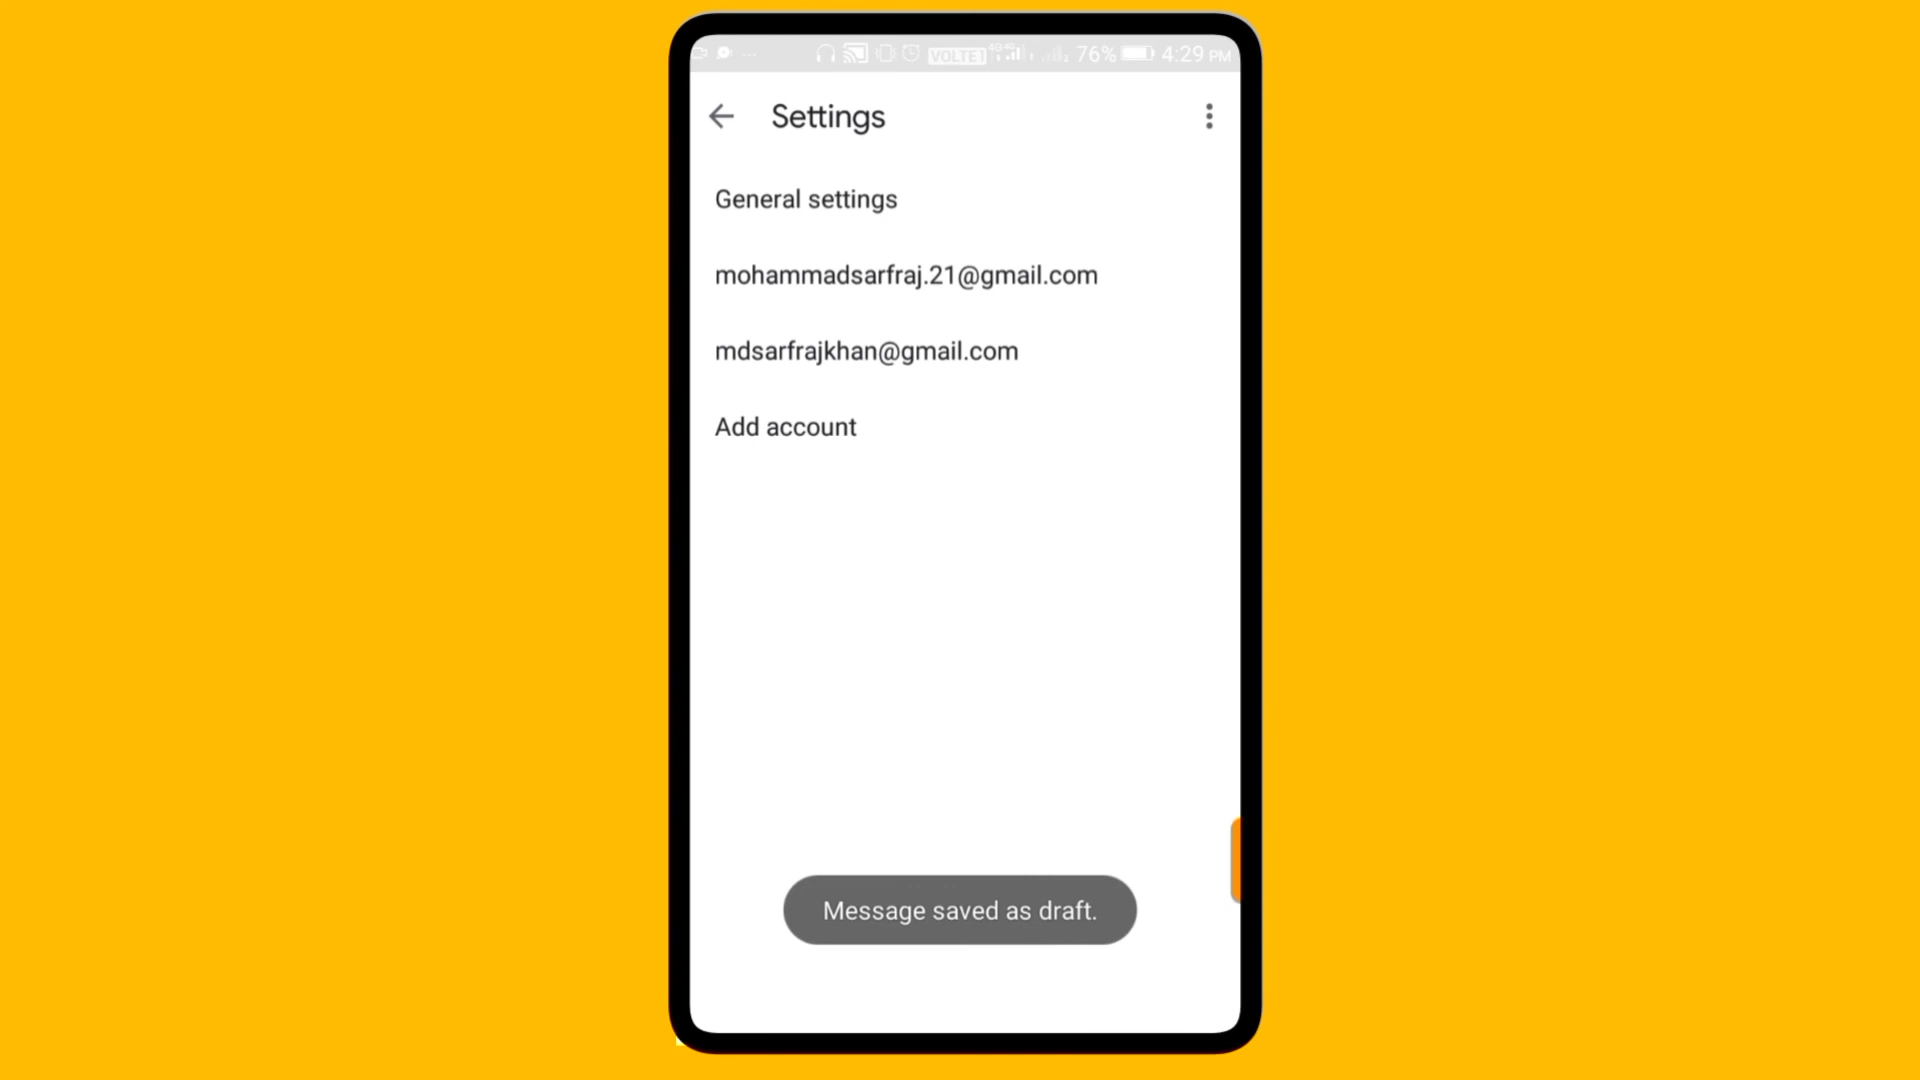 VOLTE1 76% 4:29 PM
Settings
General settings
mohammadsarfraj.21@gmail.com
mdsarfrajkhan@gmail.com
Add account
Message saved as draft.